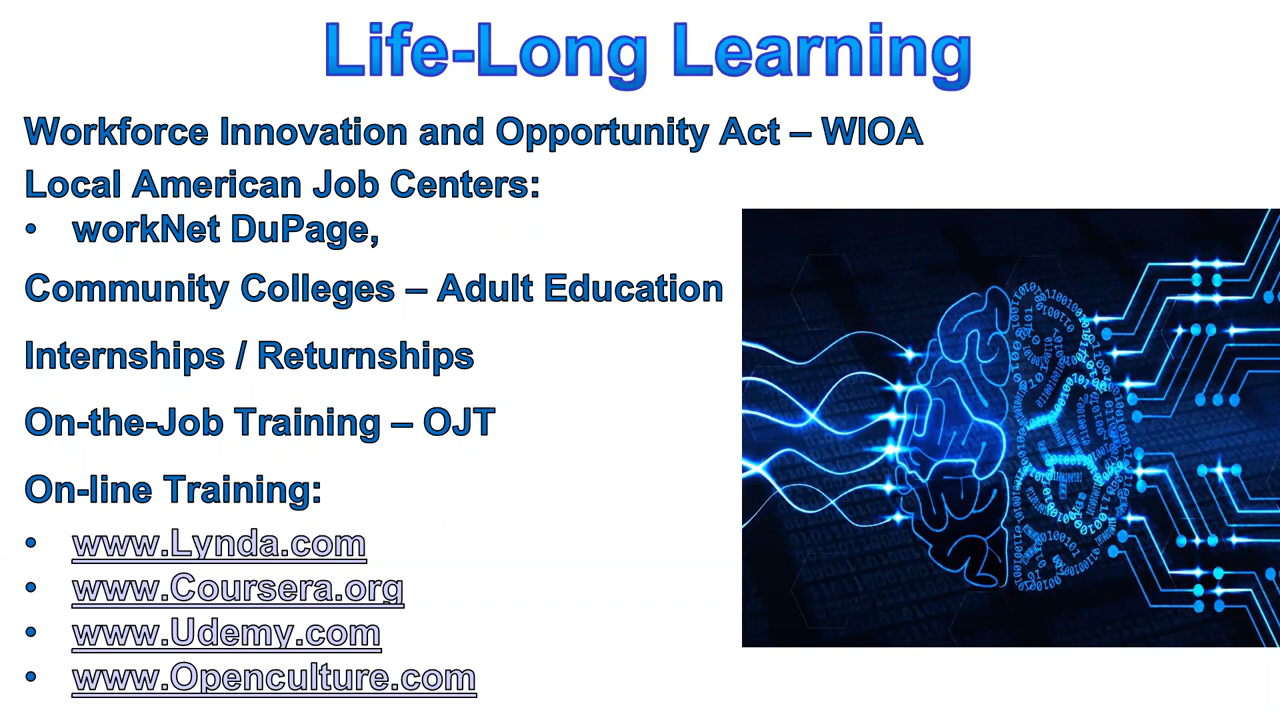 Life-Long Learning
Workforce Innovation and Opportunity Act – WIOA
Local American Job Centers:
• workNet DuPage,
Community Colleges – Adult Education
Internships / Returnships
On-the-Job Training – OJT
On-line Training:
• www.Lynda.com
• www.Coursera.org
• www.Udemy.com
• www.Openculture.com